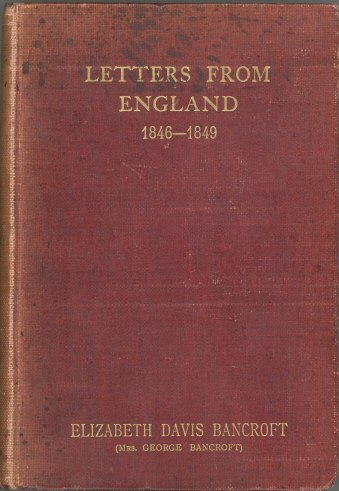 LETTERS FROM
ENGLAND
1846—1849
ELIZABETH DAVIS BANCROFT
(MRS. GEORGE BANCROFT)